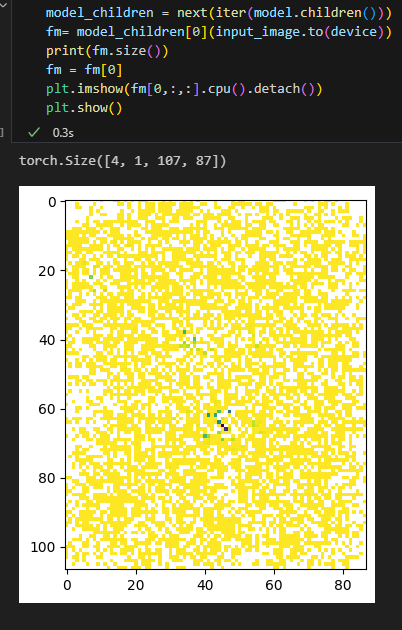 model_children = next(iter(model.children()))
fm= model_children[0](input_image.to(device))
print(fm.size())
fm = fm[0]
plt.imshow(fm[0,:,:].cpu().detach())
plt.show()
] ✓ 0.3s
torch.Size([4, 1, 107, 87])
0
20
40
60
80
100
0 20 40 60 80